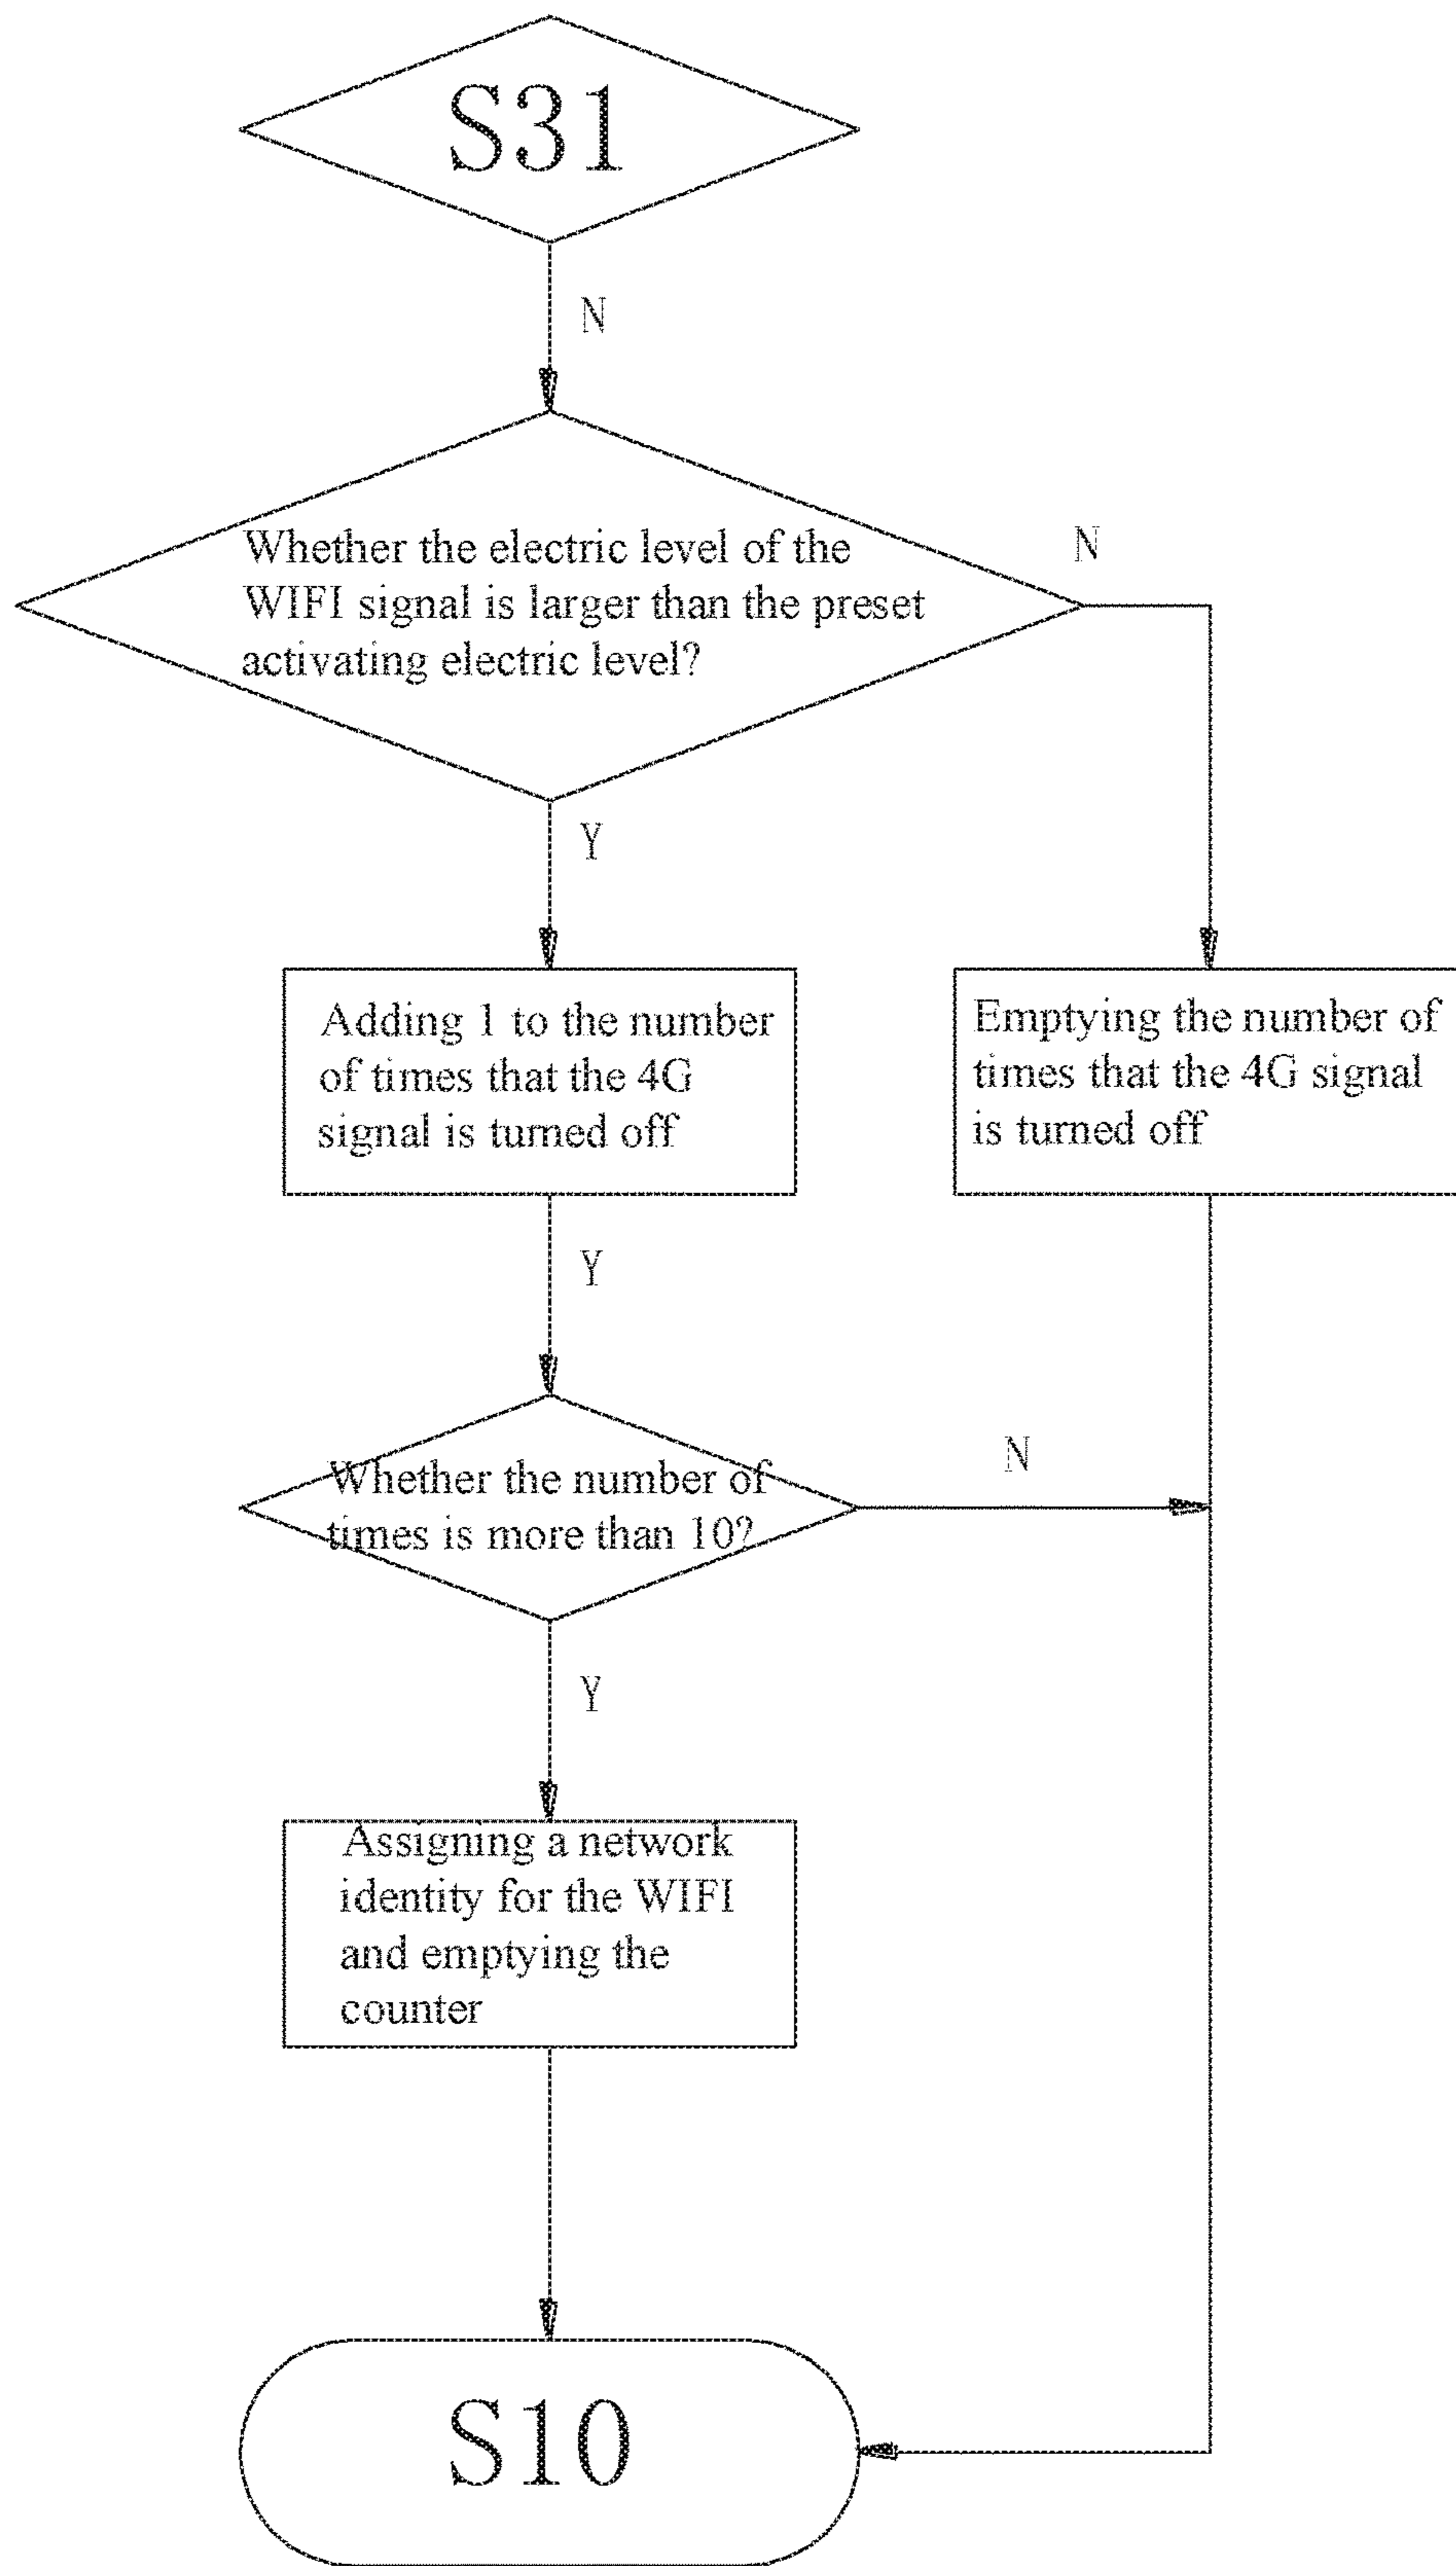 S31
N
Whether the electric level of the
WIFI signal is larger than the preset
activating electric level?
N
Y
Adding 1 to the number
of times that the 4G
signal is turned off
Emptying the number of
times that the 4G signal
is turned off
Y
Whether the number of
times is more than 10?
N
Y
Assigning a network
identity for the WIFI
and emptying the
counter
S10